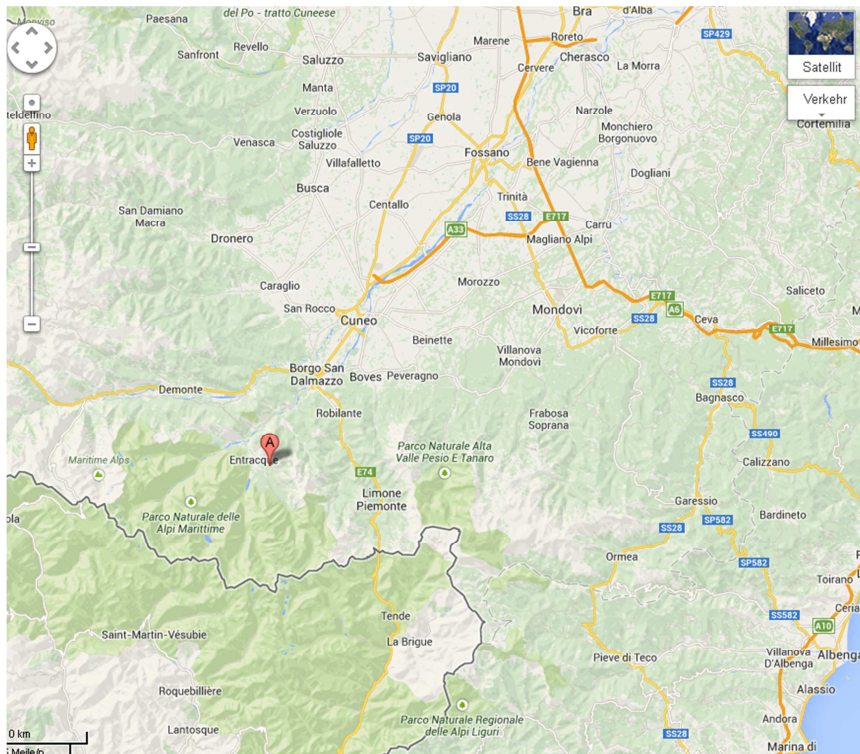 Monviso
Paesana
del Po - tratto Cuneese
Marene
Bra
d'Alba
SP429
Sanfront
Revello
Saluzzo
Savigliano
Roreto
Cherasco
Cervere
La Morra
Satellit
Manta
SP20
Verkehr
Verzuolo
Genola
Narzole
Cortemilia
Costigliole
Saluzzo
Venasca
SP20
Monchiero
Borgonuovo
Villafalletto
Fossano
Bene Vagienna
Dogliani
Busca
Trinità
Centallo
San Damiano
Macra
SS28
E717
Carrù
A33
Magliano Alpi
Dronero
Caraglio
Morozzo
Saliceto
San Rocco
Mondovì
E717
A6
Cuneo
SS28
Ceva
Vicoforte
E717
Beinette
Millesimo
Villanova
Mondovì
Borgo San
Dalmazzo
Boves
Peveragno
SS28
Demonte
Bagnasco
Robilante
Frabosa
Soprana
SS490
A
Maritime Alps
Entracque
Parco Naturale Alta
Valle Pesio E Tanaro
Calizzano
E74
Limone
Piemonte
Garessio
Parco Naturale delle
Alpi Marittime
ola
SP582
Bardineto
SS28
Ormea
SP582
Toirano
Ceria
Tende
SS582
A10
Saint-Martin-Vésubie
La Brigue
Pieve di Teco
Villanova
D'Albenga
Albenga
Roquebillière
Alassio
Lantosque
Parco Naturale Regionale
delle Alpi Liguri
Andora
SS28
0 km
Marina di